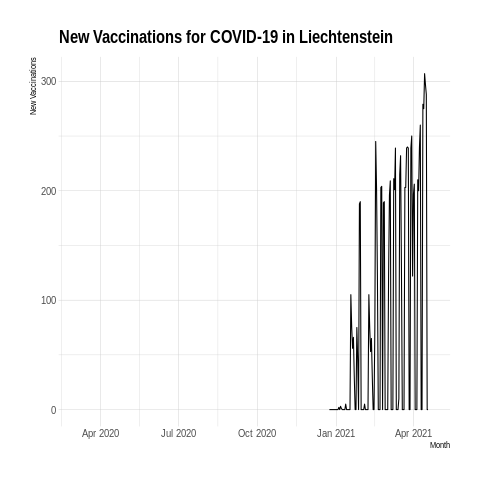 New Vaccinations for COVID-19 in Liechtenstein
New Vaccinations
300
200
100
0
Apr 2020 Jul 2020 Oct 2020 Jan 2021 Apr 2021
Month